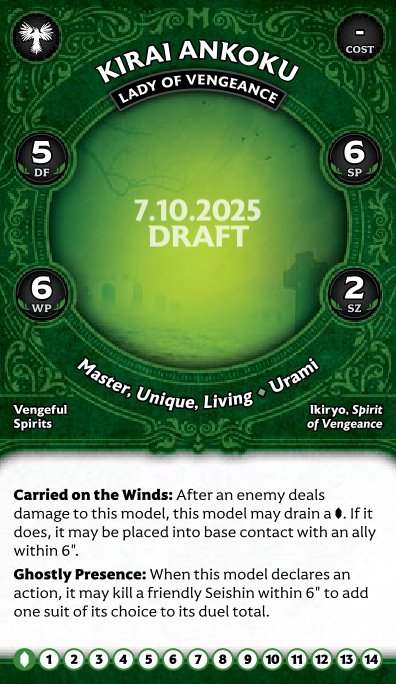 M
-
COST
KIRAI ANKOKU
LADY OF VENGEANCE
5
DF
6
SP
7.10.2025
DRAFT
6
WP
2
SZ
Master, Unique, Living ◆ Urami
Vengeful
Spirits
Ikiryo, Spirit
of Vengeance
Carried on the Winds: After an enemy deals
damage to this model, this model may drain a . If it
does, it may be placed into base contact with an ally
within 6".
Ghostly Presence: When this model declares an
action, it may kill a friendly Seishin within 6" to add
one suit of its choice to its duel total.
1 2 3 4 5 6 7 8 9 10 11 12 13 14